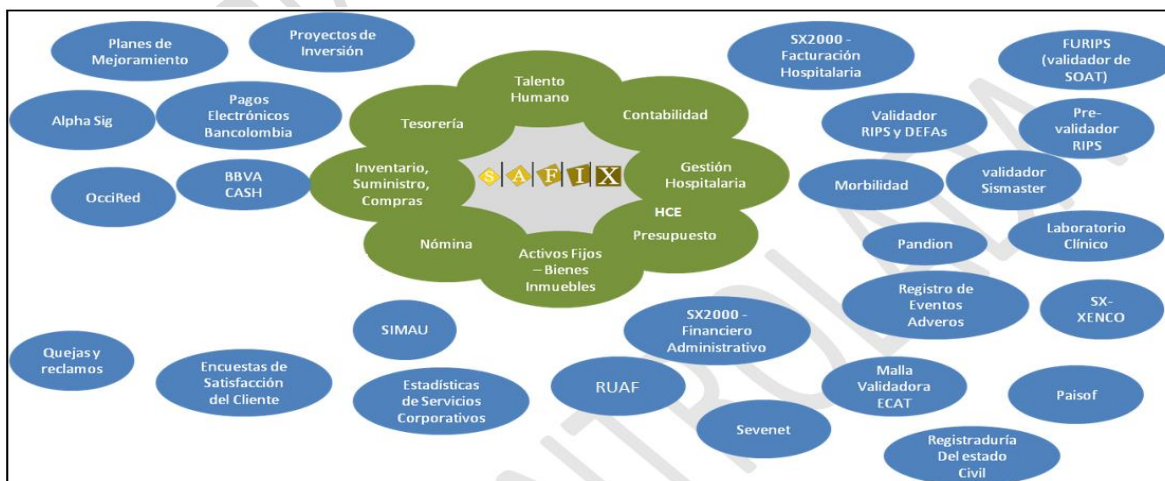 Planes de
Mejoramiento
Proyectos de
Inversión
Alpha Sig
Pagos
Electrónicos
Bancolombia
OcciRed
BBVA
CASH
Talento
Humano
Tesorería
Contabilidad
Inventario,
Suministro,
Compras
SAFIX
Gestión
Hospitalaria
HCE
Presupuesto
Nómina
Activos Fijos
– Bienes
Inmuebles
SX2000 -
Facturación
Hospitalaria
FURIPS
(validador de
SOAT)
Validador
RIPS y DEFAs
Pre-
validador
RIPS
Morbilidad
validador
Sismaster
Pandion
Laboratorio
Clínico
Registro de
Eventos
Adveros
SX-
XENCO
SX2000 -
Financiero
Administrativo
SIMAU
Quejas y
reclamos
Encuestas de
Satisfacción
del Cliente
Estadísticas
de Servicios
Corporativos
RUAF
Sevenet
Malla
Validadora
ECAT
Paisof
Registraduría
Del estado
Civil